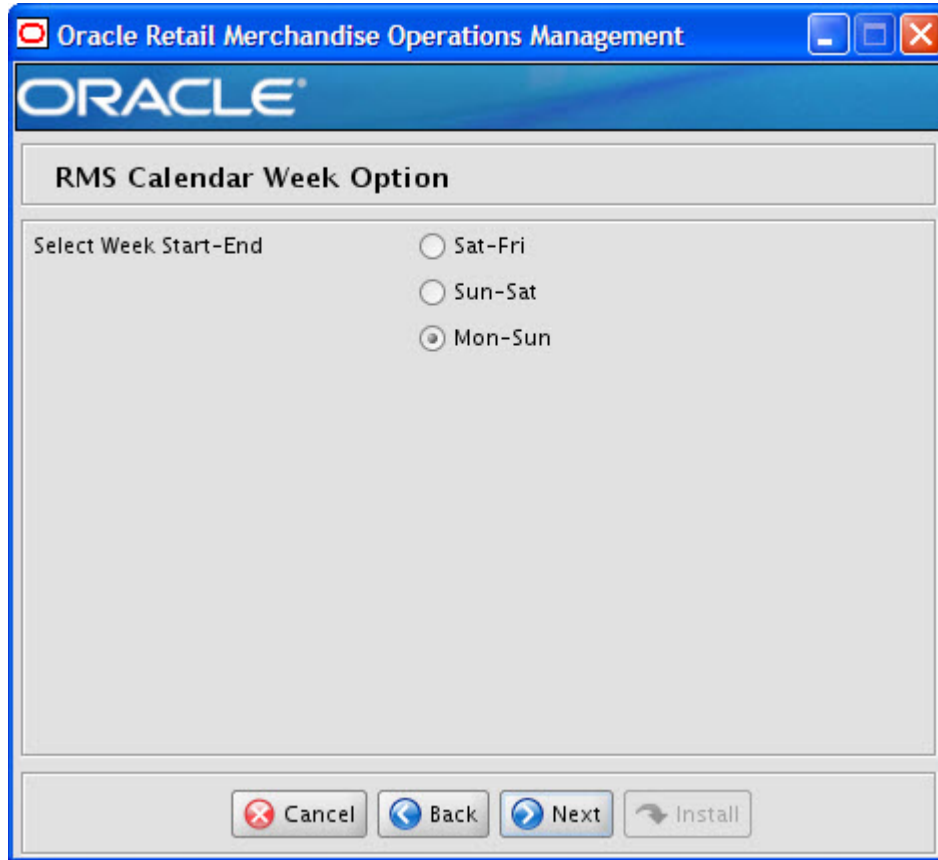 Oracle Retail Merchandise Operations Management
ORACLE®
RMS Calendar Week Option
Select Week Start-End
Sat-Fri
Sun-Sat
Mon-Sun
Cancel Back Next Install